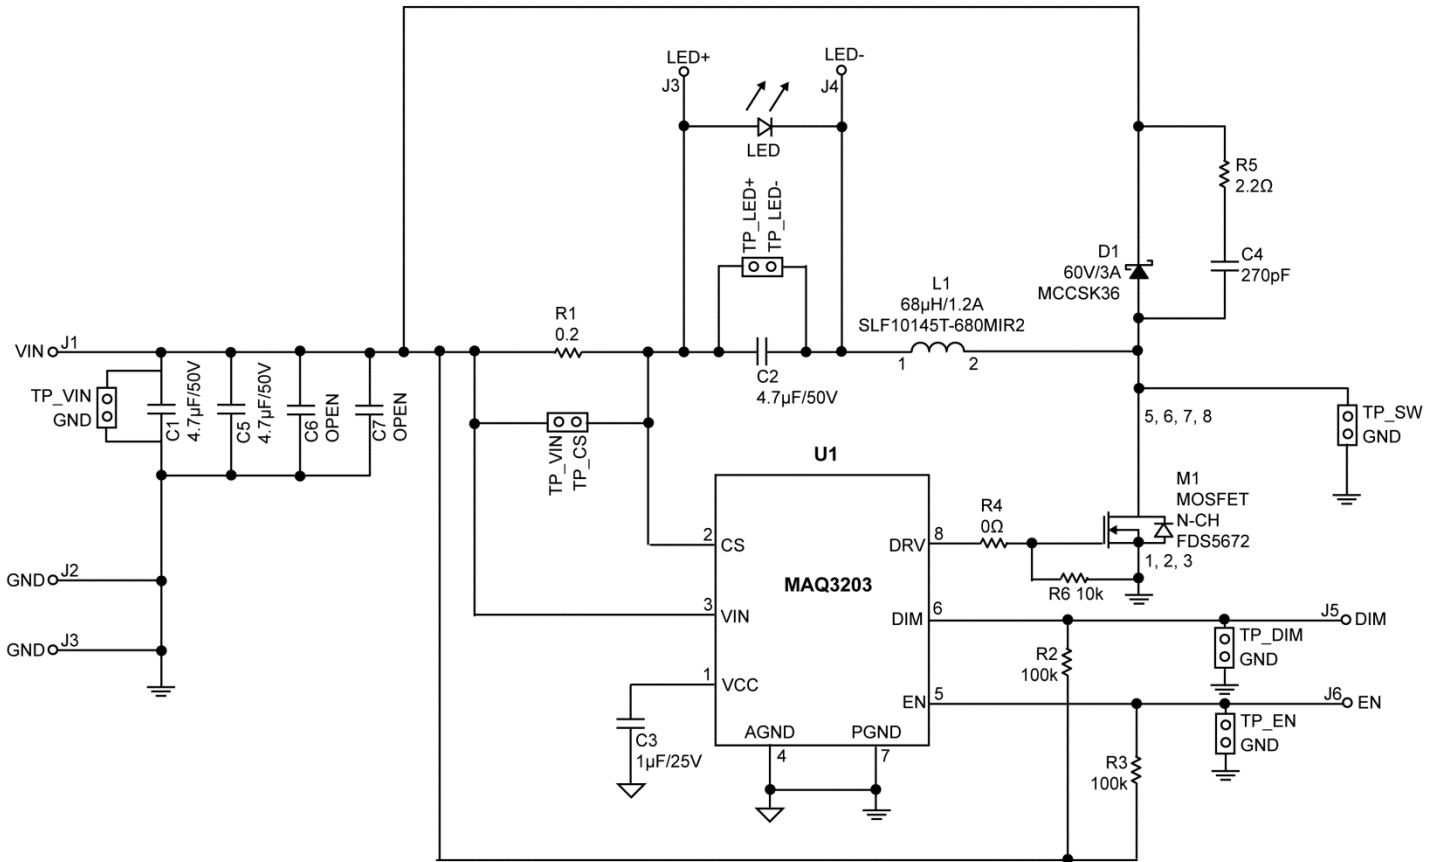 LED+
J3
LED-
J4
LED
TP_LED+
TP_LED-
R5
2.2Ω
D1
60V/3A
MCCSK36
C4
270pF
L1
68µH/1.2A
SLF10145T-680MIR2
1
2
R1
0.2
VIN
J1
C2
4.7µF/50V
TP_VIN
GND
C1
4.7µF/50V
C5
4.7µF/50V
C6
OPEN
C7
OPEN
TP_VIN
TP_CS
5, 6, 7, 8
TP_SW
GND
U1
M1
MOSFET
N-CH
FDS5672
1, 2, 3
R4
0Ω
R6 10k
2
CS
8
DRV
MAQ3203
3
VIN
6
DIM
1
VCC
5
EN
AGND
4
PGND
7
GND
J2
GND
J3
C3
1µF/25V
R2
100k
R3
100k
J5
DIM
TP_DIM
GND
J6
EN
TP_EN
GND